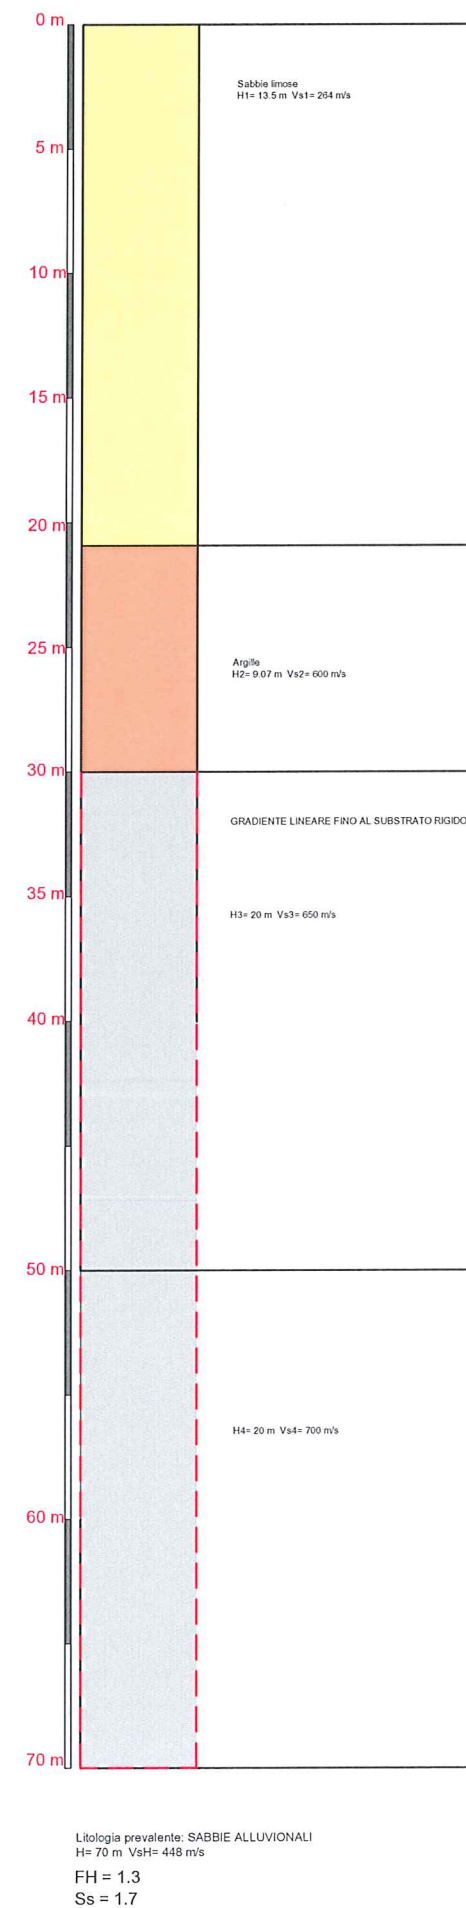 0 m
Sabbie limose
H1= 13.5 m Vs1= 264 m/s
5 m
10 m
15 m
20 m
25 m
Argille
H2= 9.07 m Vs2= 600 m/s
30 m
GRADIENTE LINEARE FINO AL SUBSTRATO RIGIDO
35 m
H3= 20 m Vs3= 650 m/s
40 m
50 m
H4= 20 m Vs4= 700 m/s
60 m
70 m
Litologia prevalente: SABBIE ALLUVIONALI
H= 70 m VsH= 448 m/s
FH = 1.3
Ss = 1.7